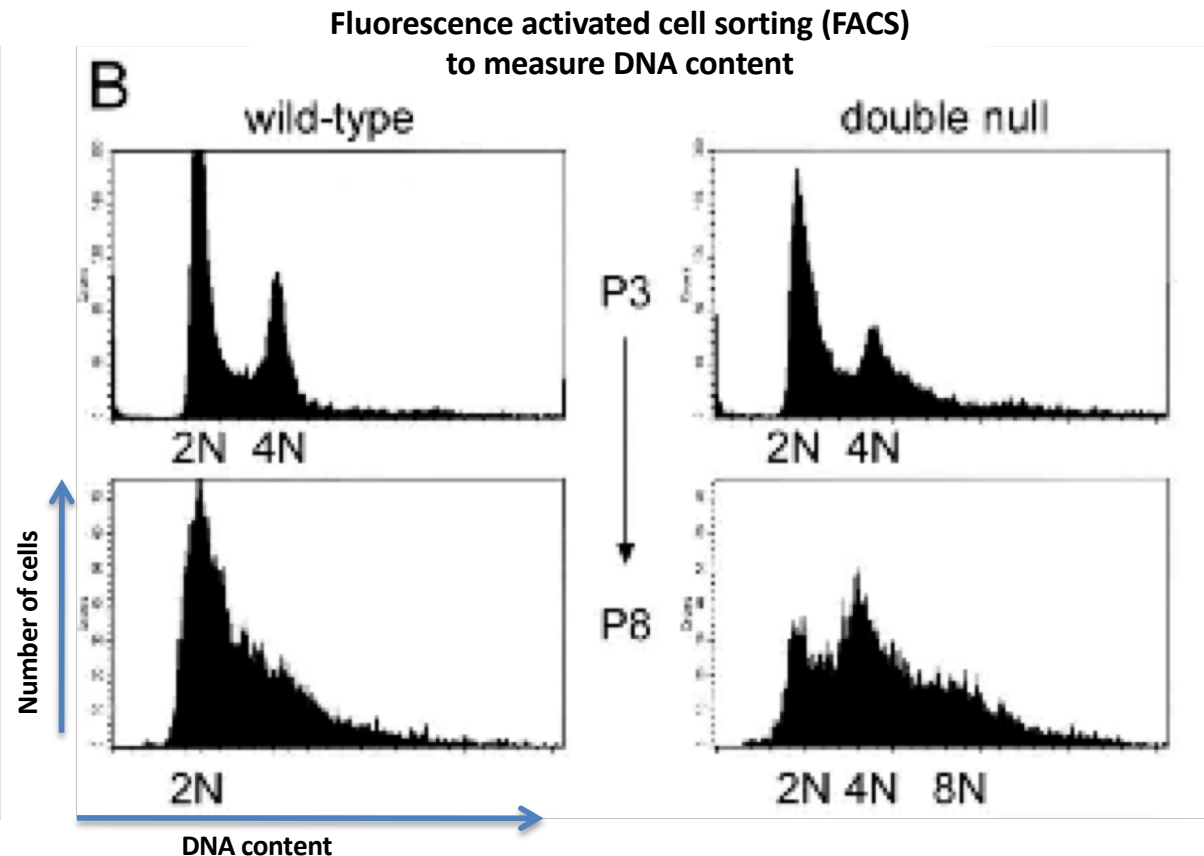 Fluorescence activated cell sorting (FACS)
to measure DNA content
B
wild-type
double null
P3
2N 4N
2N 4N
P8
Number of cells
2N
2N 4N 8N
DNA content